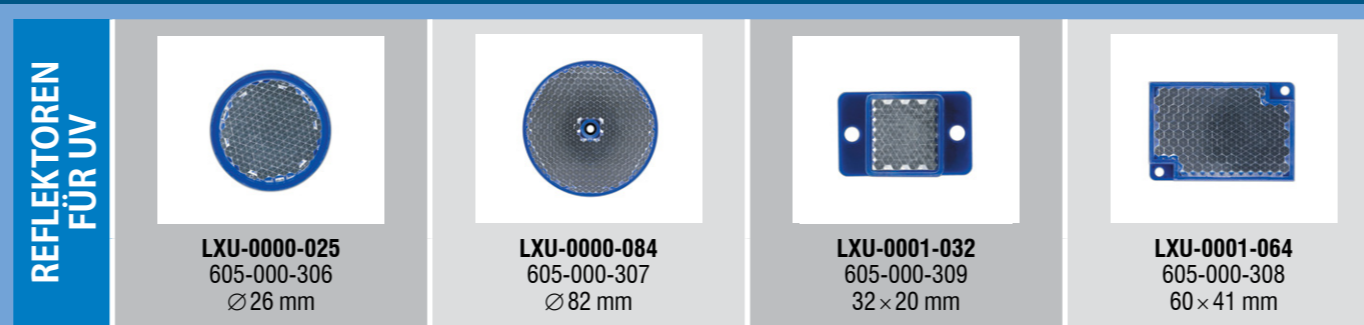 REFLEKTOREN
FÜR UV
LXU-0000-025
605-000-306
∅ 26 mm
LXU-0000-084
605-000-307
∅ 82 mm
LXU-0001-032
605-000-309
32 × 20 mm
LXU-0001-064
605-000-308
60 × 41 mm